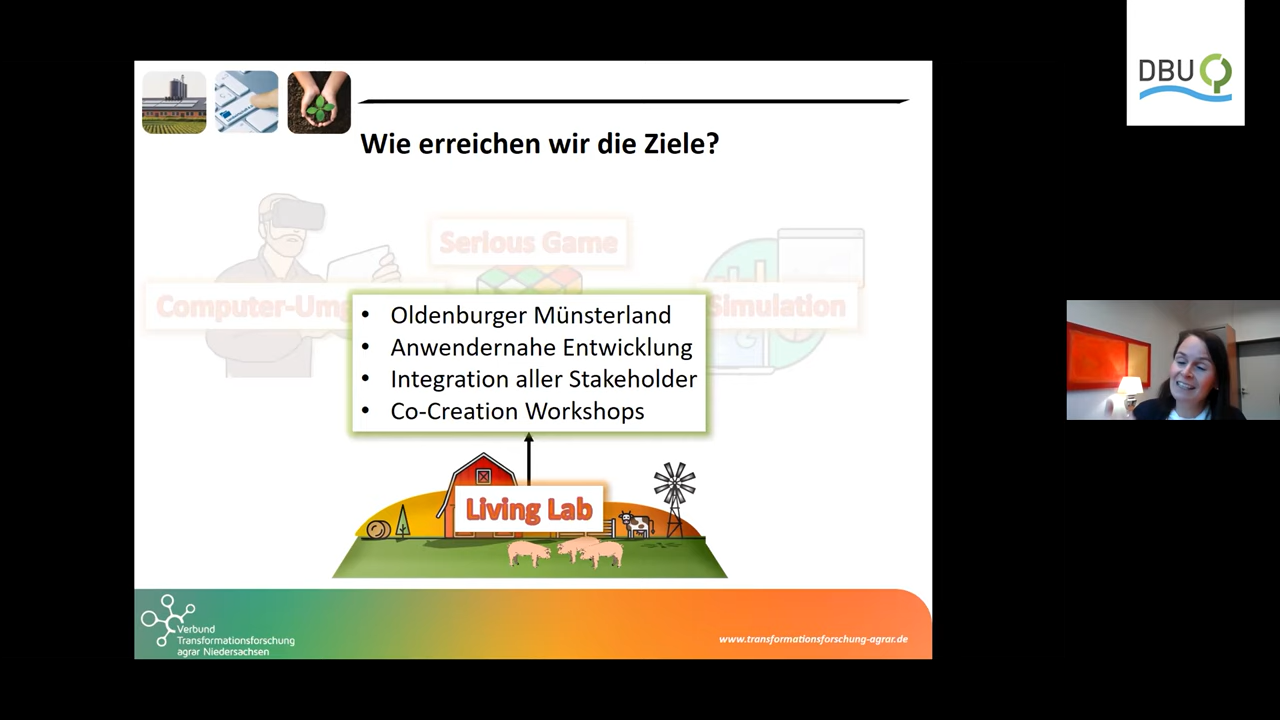 DBU
Wie erreichen wir die Ziele?
Serious Game
Computer-Umg
Simulation
• Oldenburger Münsterland
• Anwendernahe Entwicklung
• Integration aller Stakeholder
• Co-Creation Workshops
Living Lab
Verbund
Transformationsforschung
agrar Niedersachsen
www.transformationsforschung-agrar.de